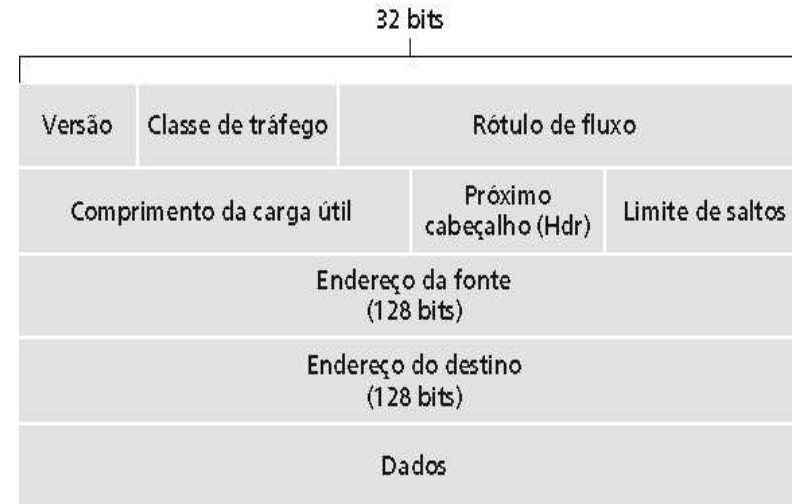 32 bits
Versão Classe de tráfego Rótulo de fluxo
Comprimento da carga útil Próximo cabeçalho (Hdr) Limite de saltos
Endereço da fonte
(128 bits)
Endereço do destino
(128 bits)
Dados